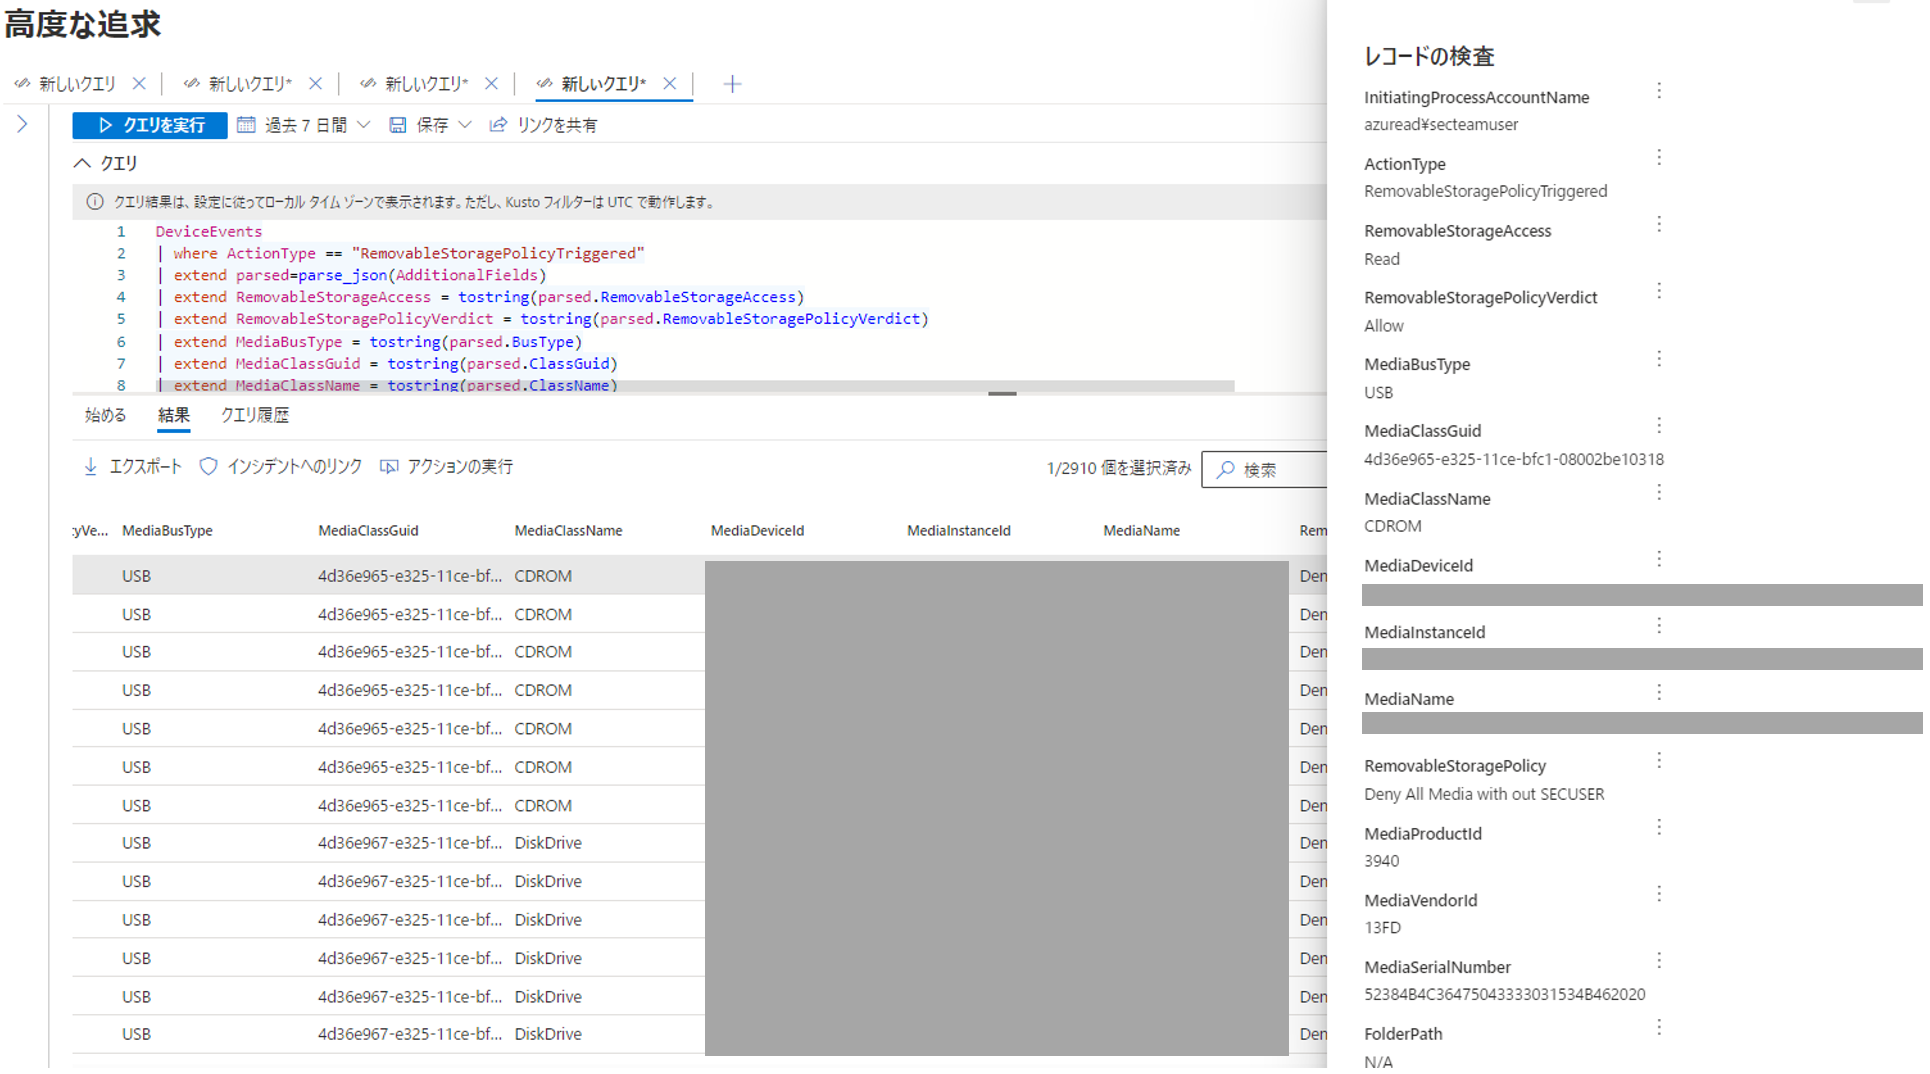 高度な追求
新しいクエリ
新しいクエリ*
新しいクエリ*
新しいクエリ*
クエリを実行
過去 7 日間
保存
リンクを共有
クエリ
クエリ結果は、設定に従ってローカル タイム ゾーンで表示されます。ただし、Kusto フィルターは UTC で動作します。
1 DeviceEvents
2 | where ActionType == "RemovableStoragePolicyTriggered"
3 | extend parsed=parse_json(AdditionalFields)
4 | extend RemovableStorageAccess = tostring(parsed.RemovableStorageAccess)
5 | extend RemovableStoragePolicyVerdict = tostring(parsed.RemovableStoragePolicyVerdict)
6 | extend MediaBusType = tostring(parsed.BusType)
7 | extend MediaClassGuid = tostring(parsed.ClassGuid)
8 | extend MediaClassName = tostring(parsed.ClassName)
始める 結果 クエリ履歴
エクスポート インシデントへのリンク アクションの実行
1/2910 個を選択済み
検索
yVe... MediaBusType MediaClassGuid MediaClassName MediaDeviceId MediaInstanceId MediaName Rem
USB 4d36e965-e325-11ce-bf... CDROM Den
USB 4d36e965-e325-11ce-bf... CDROM Den
USB 4d36e965-e325-11ce-bf... CDROM Den
USB 4d36e965-e325-11ce-bf... CDROM Den
USB 4d36e965-e325-11ce-bf... CDROM Den
USB 4d36e965-e325-11ce-bf... CDROM Den
USB 4d36e965-e325-11ce-bf... CDROM Den
USB 4d36e967-e325-11ce-bf... DiskDrive Den
USB 4d36e967-e325-11ce-bf... DiskDrive Den
USB 4d36e967-e325-11ce-bf... DiskDrive Den
USB 4d36e967-e325-11ce-bf... DiskDrive Den
USB 4d36e967-e325-11ce-bf... DiskDrive Den
USB 4d36e967-e325-11ce-bf... DiskDrive Den
レコードの検査
InitiatingProcessAccountName
azuread¥secteamuser
ActionType
RemovableStoragePolicyTriggered
RemovableStorageAccess
Read
RemovableStoragePolicyVerdict
Allow
MediaBusType
USB
MediaClassGuid
4d36e965-e325-11ce-bfc1-08002be10318
MediaClassName
CDROM
MediaDeviceId
MediaInstanceId
MediaName
RemovableStoragePolicy
Deny All Media with out SECUSER
MediaProductId
3940
MediaVendorId
13FD
MediaSerialNumber
52384B4C36475043333031534B462020
FolderPath
N/A